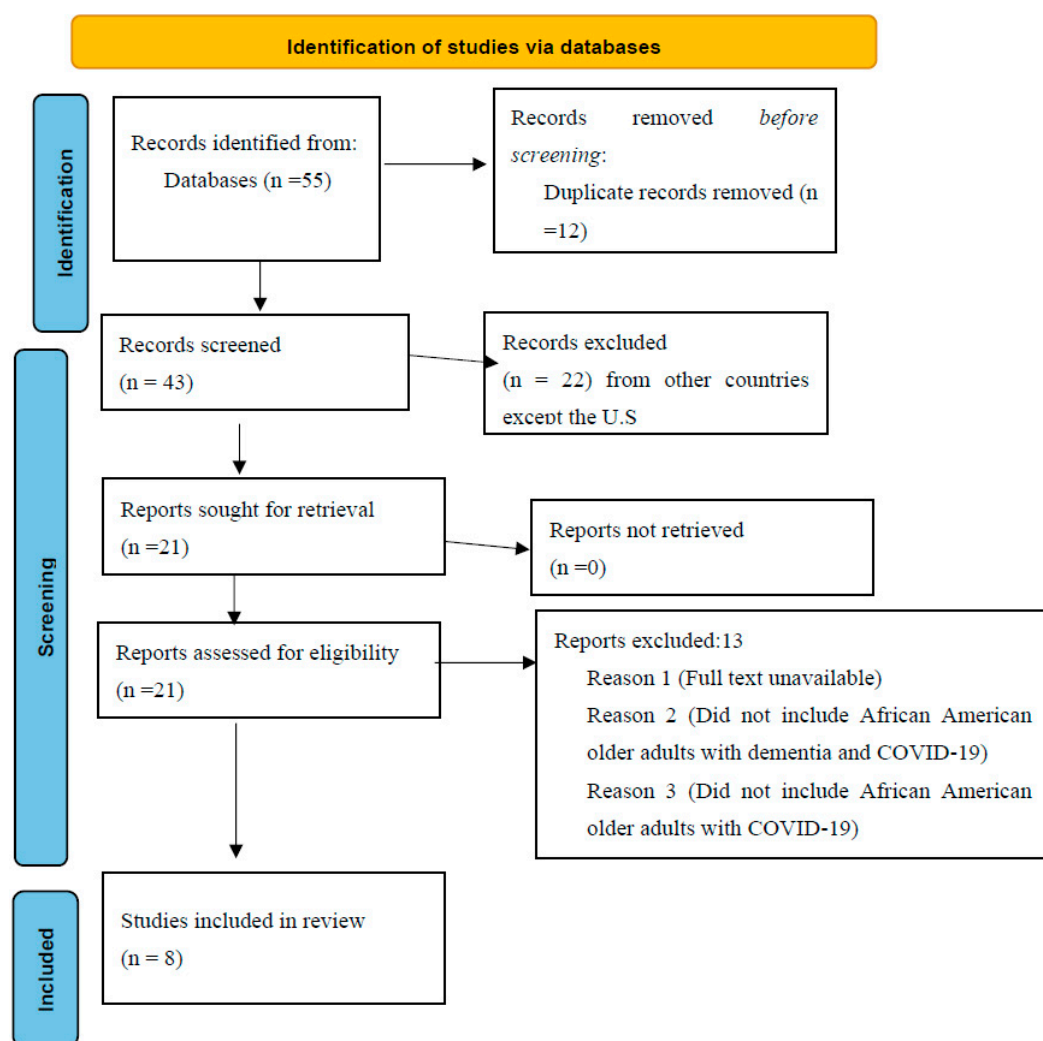 Identification of studies via databases
Identification
Records identified from:
Databases (n =55)
Records removed before
screening:
Duplicate records removed (n
=12)
Screening
Records screened
(n = 43)
Records excluded
(n = 22) from other countries
except the U.S
Reports sought for retrieval
(n =21)
Reports not retrieved
(n =0)
Reports assessed for eligibility
(n =21)
Reports excluded:13
Reason 1 (Full text unavailable)
Reason 2 (Did not include African American
older adults with dementia and COVID-19)
Reason 3 (Did not include African American
older adults with COVID-19)
Included
Studies included in review
(n = 8)